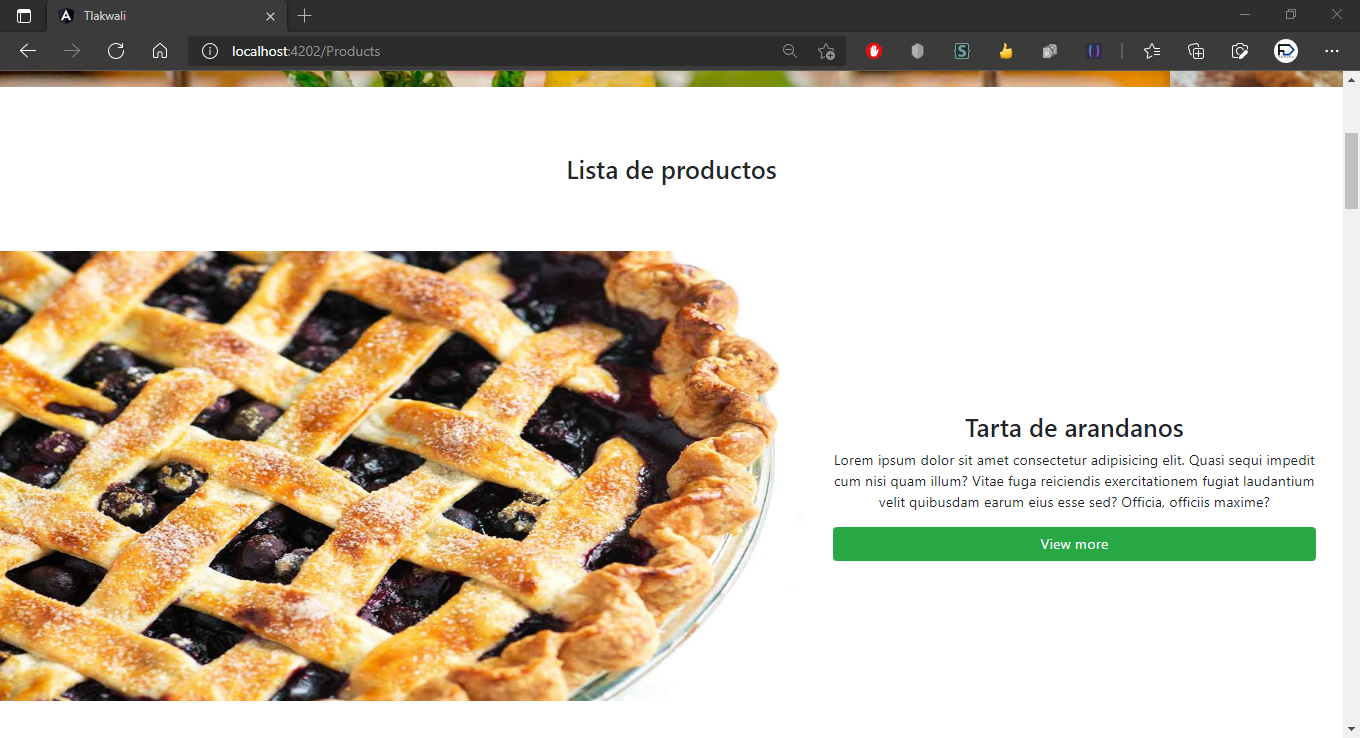 Tlakwali
localhost:4202/Products
Lista de productos
Tarta de arandanos
Lorem ipsum dolor sit amet consectetur adipisicing elit. Quasi sequi impedit
cum nisi quam illum? Vitae fuga reiciendis exercitationem fugiat laudantium
velit quibusdam earum eius esse sed? Officia, officiis maxime?
View more